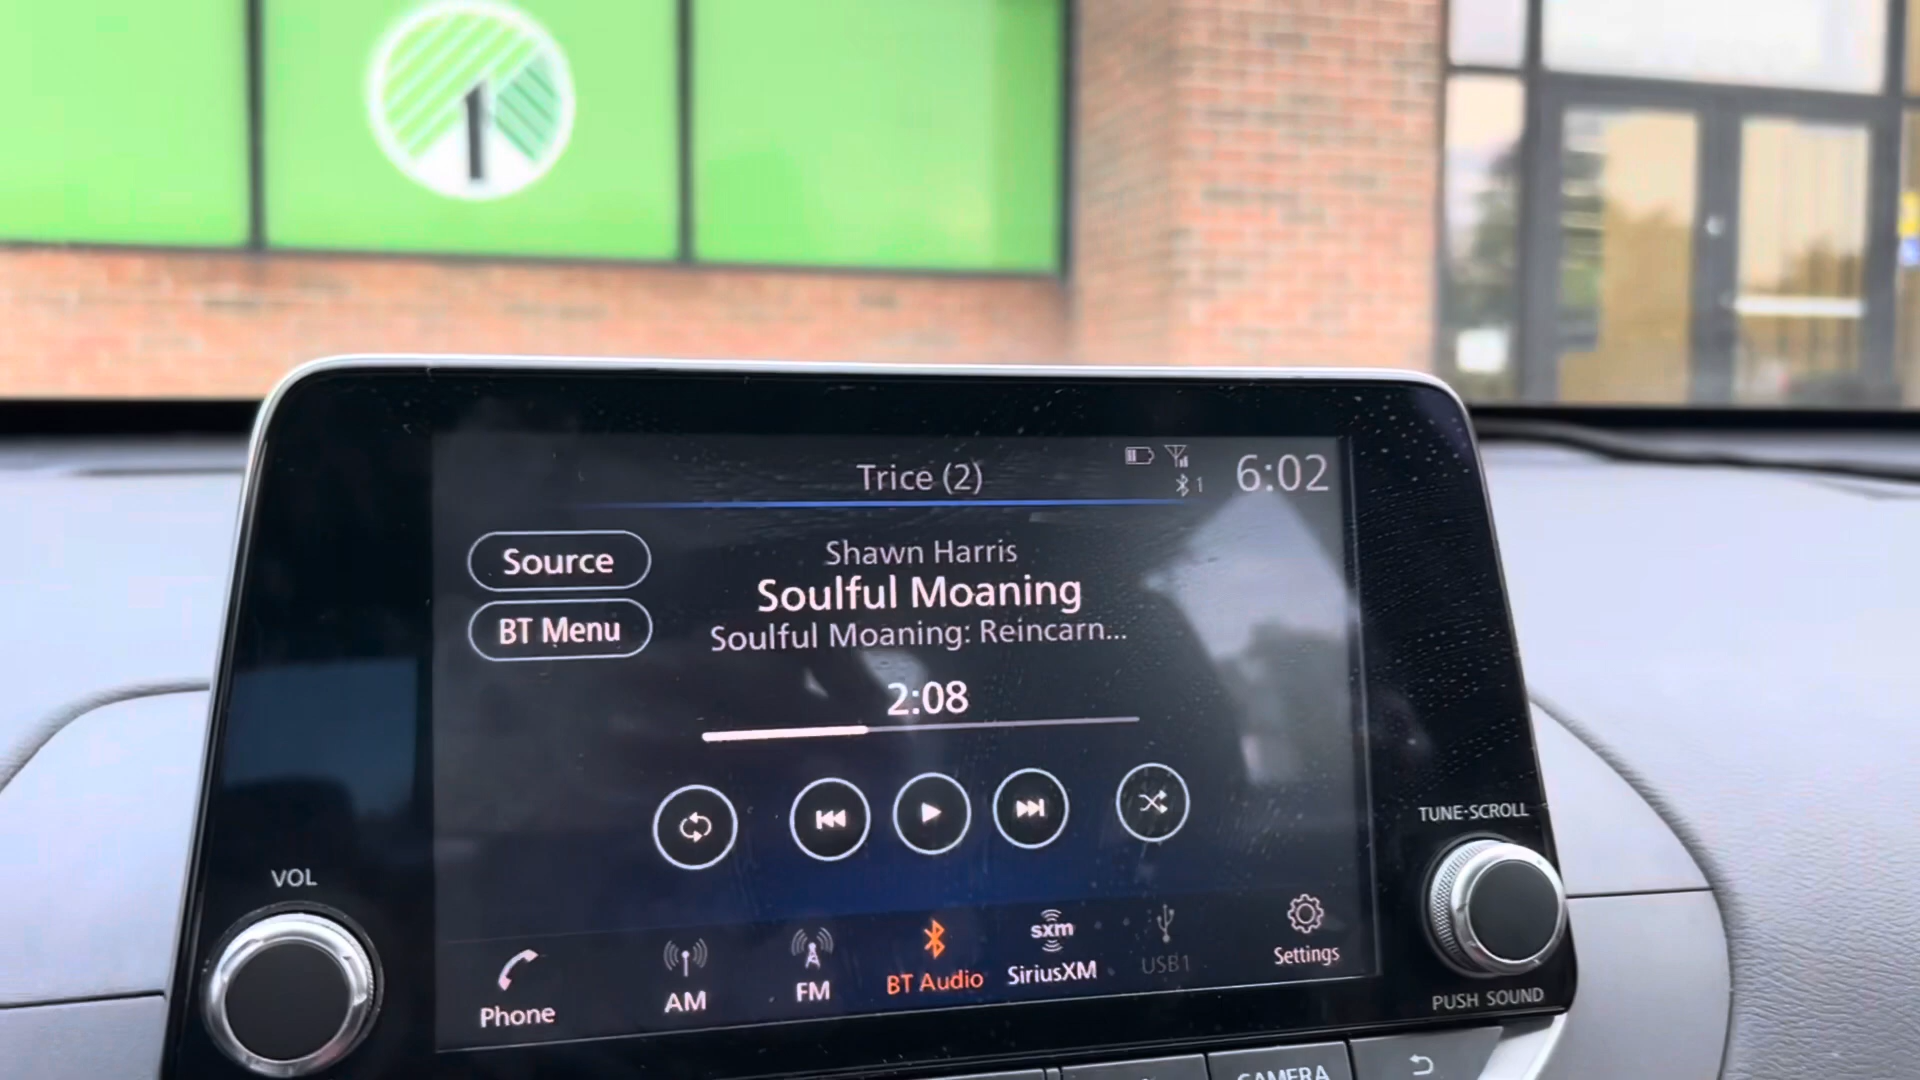 Trice (2)
1
6:02
Source
Shawn Harris
Soulful Moaning
BT Menu
Soulful Moaning: Reincarn...
2:08
TUNE·SCROLL
VOL
Phone
AM
FM
BT Audio
sxm
SiriusXM
USB1
Settings
PUSH SOUND
CAMERA